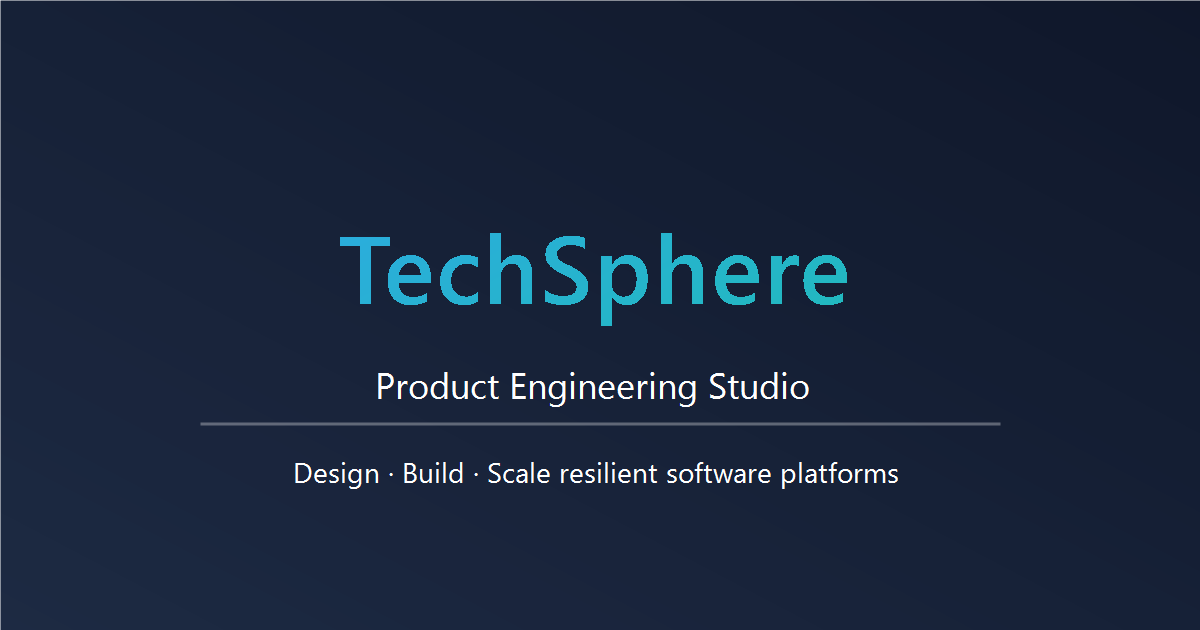 TechSphere
Product Engineering Studio
Design · Build · Scale resilient software platforms